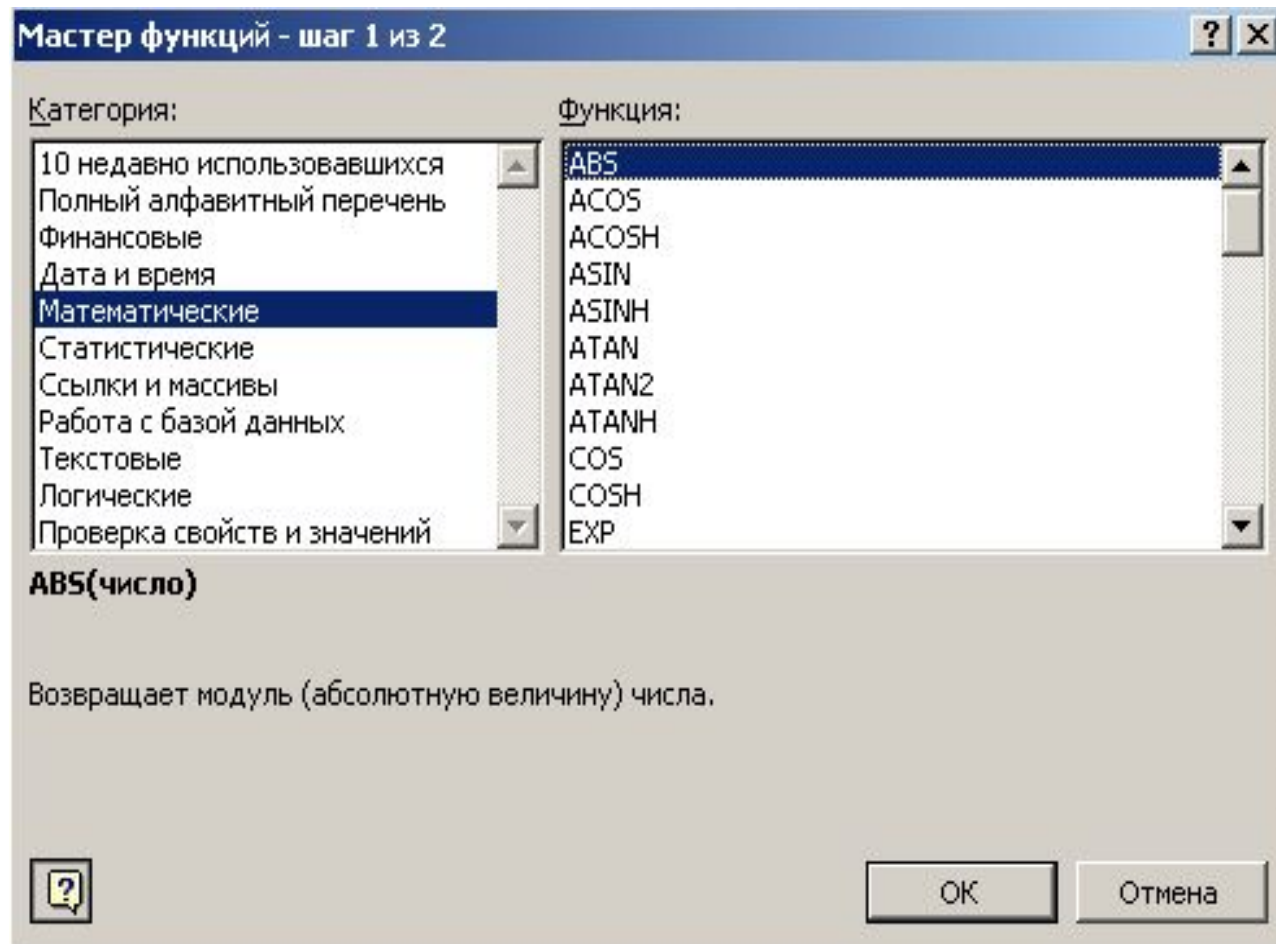 Мастер функций - шаг 1 из 2
Категория:
10 недавно использовавшихся
Полный алфавитный перечень
Финансовые
Дата и время
Математические
Статистические
Ссылки и массивы
Работа с базой данных
Текстовые
Логические
Проверка свойств и значений
Функция:
ABS
ACOS
ACOSH
ASIN
ASINH
ATAN
ATAN2
ATANH
COS
COSH
EXP
ABS(число)
Возвращает модуль (абсолютную величину) числа.
ОК
Отмена